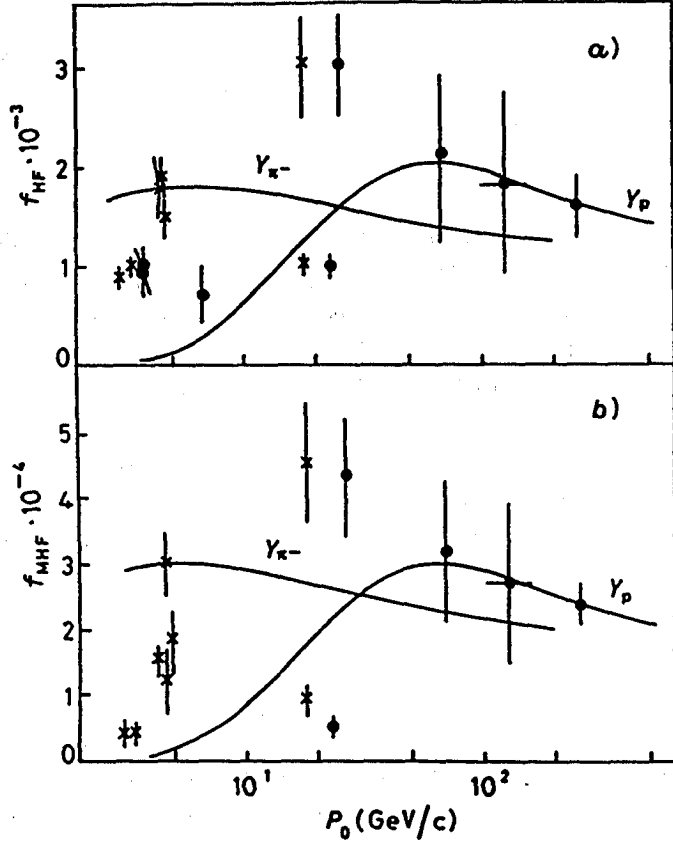 a)
f_HF · 10^-3
3
2
1
0
Y_π-
Y_p
b)
f_MHF · 10^-4
5
4
3
2
1
0
Y_π-
Y_p
10^1
10^2
P_0 (GeV/c)